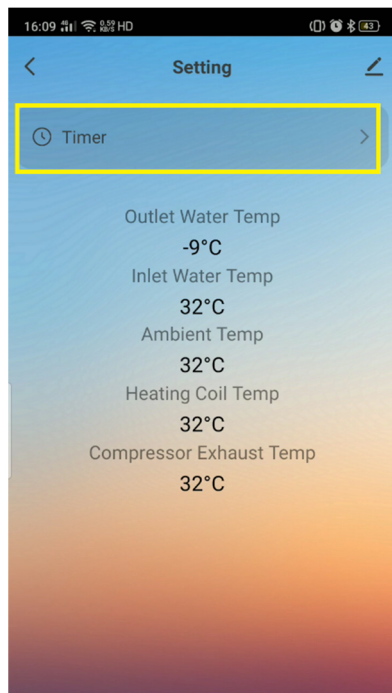 16:09 4G 0.59 KB/S HD 43
Setting
Timer
Outlet Water Temp
-9°C
Inlet Water Temp
32°C
Ambient Temp
32°C
Heating Coil Temp
32°C
Compressor Exhaust Temp
32°C